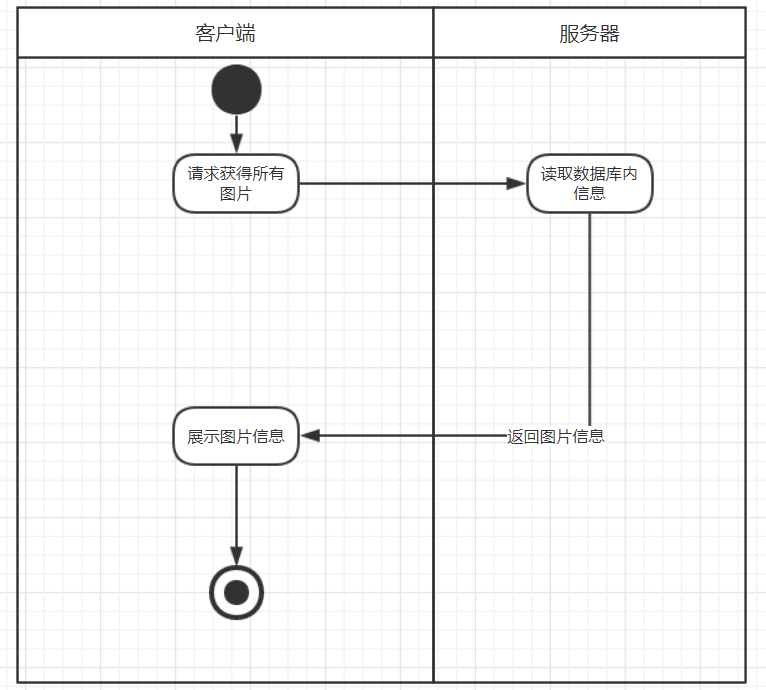 客户端
服务器
请求获得所有
图片
读取数据库内
信息
展示图片信息
返回图片信息